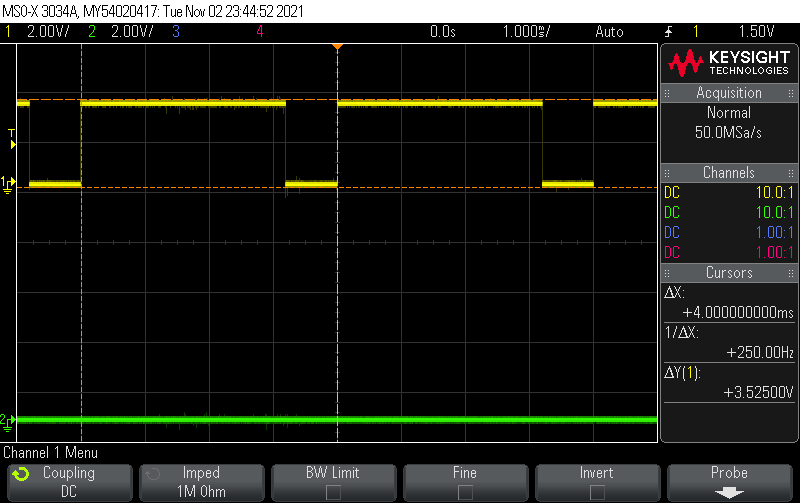 MSO-X 3034A, MY54020417: Tue Nov 02 23:44:52 2021
1 2.00V/ 2 2.00V/ 3 4 0.0s 1.000ms/ Auto 1 1.50V
KEYSIGHT
TECHNOLOGIES
Acquisition
Normal
50.0MSa/s
Channels
DC 10.0:1
DC 10.0:1
DC 1.00:1
DC 1.00:1
Cursors
ΔX:
+4.000000000ms
1/ΔX:
+250.00Hz
ΔY(1):
+3.52500V
T
1
2
Channel 1 Menu
Coupling Imped BW Limit Fine Invert Probe
DC 1M Ohm